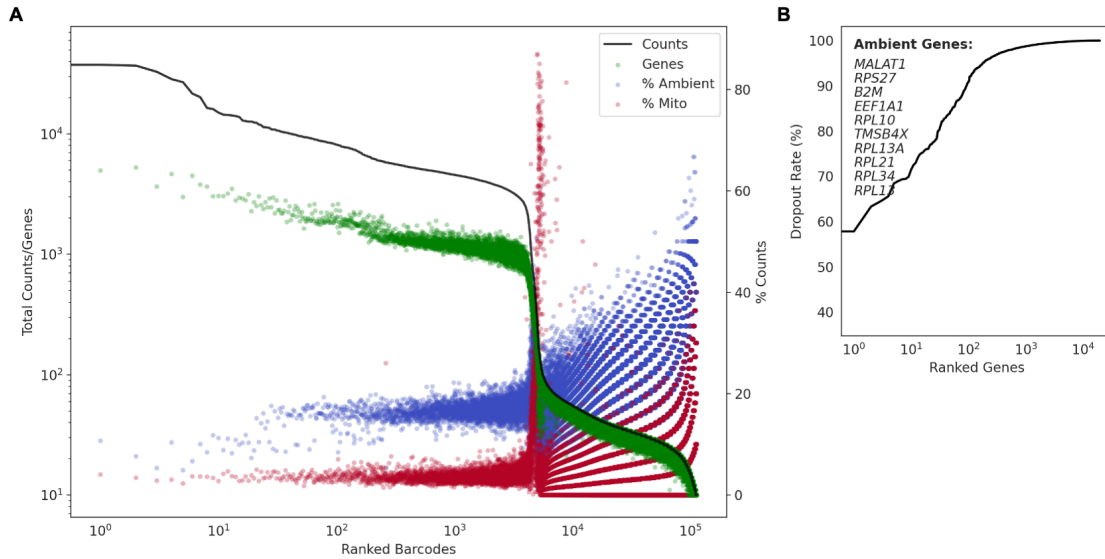 A
B
Total Counts/Genes
10⁴
10³
10²
10¹
Counts
Genes
% Ambient
% Mito
80
60
40
20
0
% Counts
10⁰
10¹
10²
10³
10⁴
10⁵
Ranked Barcodes
Dropout Rate (%)
100
90
80
70
60
50
40
Ambient Genes:
MALAT1
RPS27
B2M
EEF1A1
RPL10
TMSB4X
RPL13A
RPL21
RPL34
RPL13
10⁰
10¹
10²
10³
10⁴
Ranked Genes